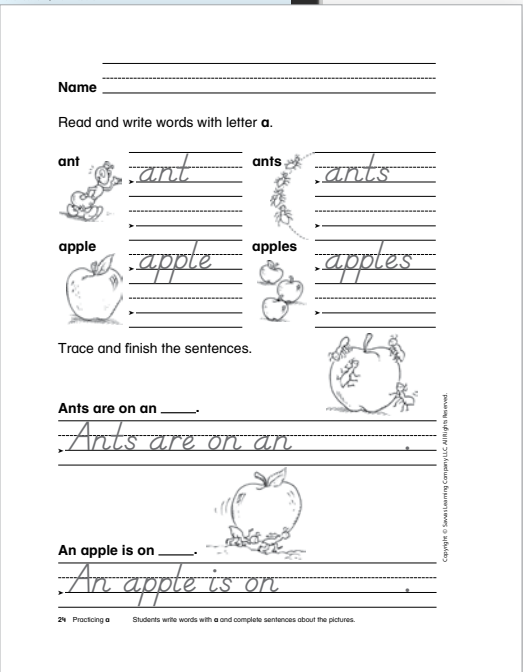 Name
Read and write words with letter a.
ant ant ants ants
apple apple apples apples
Trace and finish the sentences.
Ants are on an ____.
Ants are on an .
An apple is on ____.
An apple is on .
24 Practicing a Students write words with a and complete sentences about the pictures.
Copyright © Savvas Learning Company LLC. All Rights Reserved.